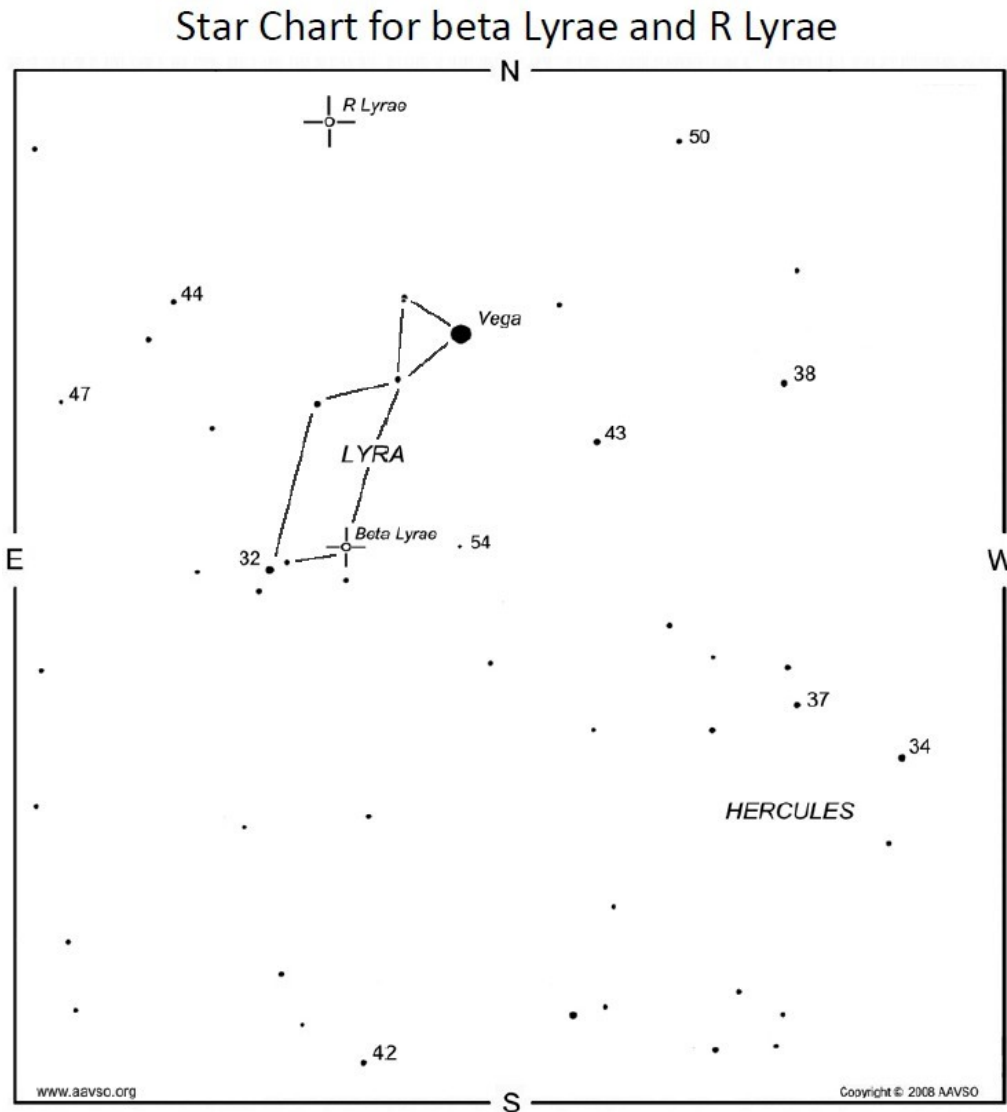 Star Chart for beta Lyrae and R Lyrae
N
R Lyrae
50
44
Vega
38
47
43
LYRA
Beta Lyrae
54
32
E
W
37
34
HERCULES
42
www.aavso.org
Copyright © 2008 AAVSO
S